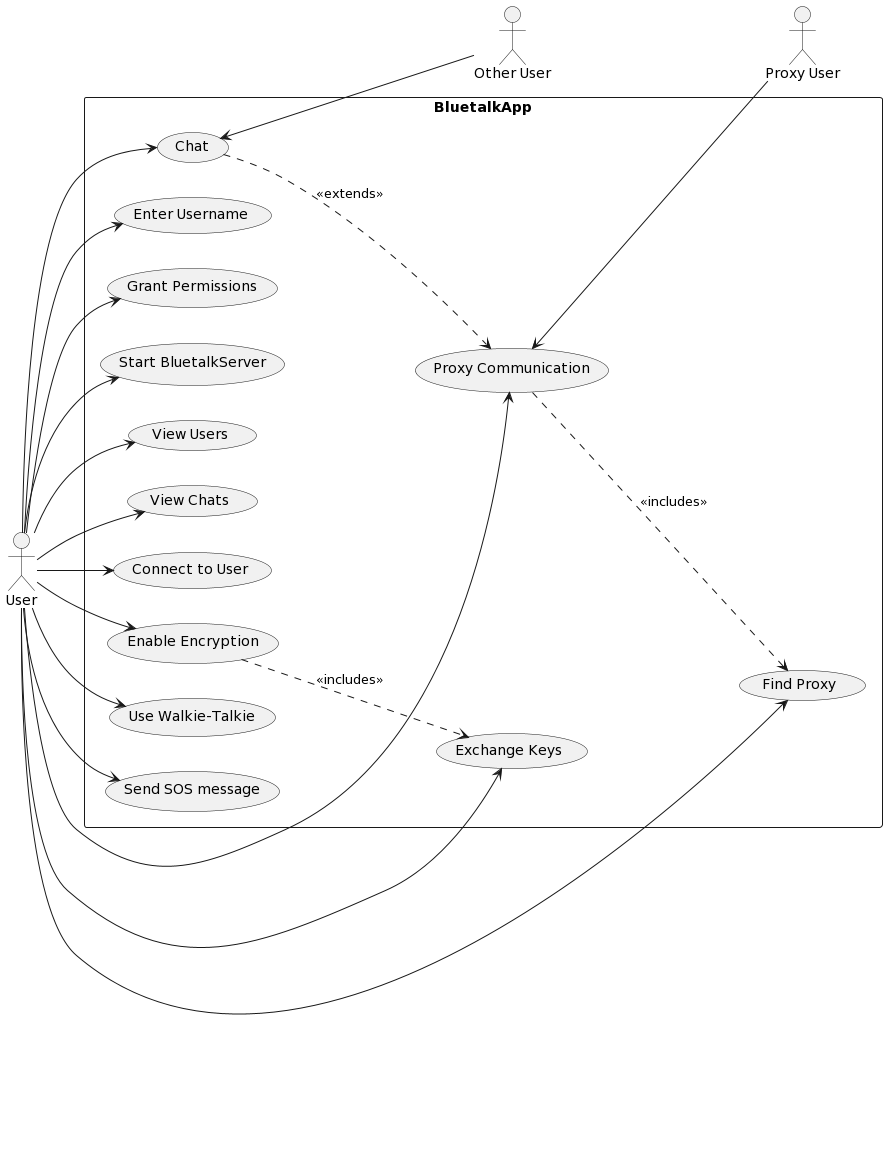 Other User
Proxy User
BluetalkApp
Chat
«extends»
Enter Username
Grant Permissions
Start BluetalkServer
Proxy Communication
View Users
View Chats
«includes»
Connect to User
User
Enable Encryption
«includes»
Find Proxy
Use Walkie-Talkie
Exchange Keys
Send SOS message